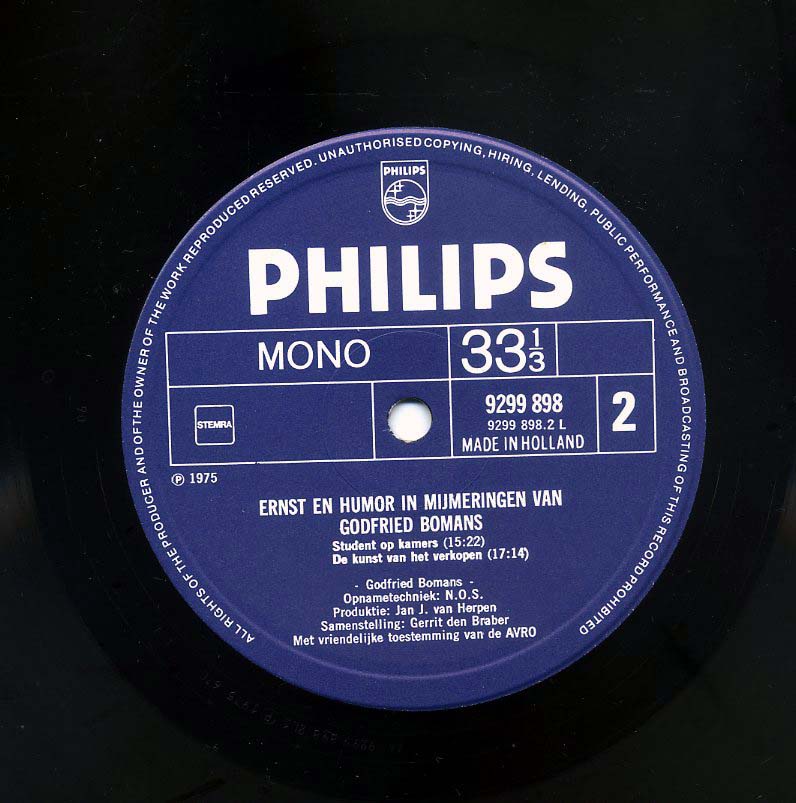 ALL RIGHTS OF THE PRODUCER AND OF THE OWNER OF THE WORK REPRODUCED RESERVED. UNAUTHORISED COPYING, HIRING, LENDING, PUBLIC PERFORMANCE AND BROADCASTING OF THIS RECORD PROHIBITED
PHILIPS
PHILIPS
MONO
33 1/3
STEMRA
9299 898
9299 898.2 L
MADE IN HOLLAND
2
Ⓟ 1975
ERNST EN HUMOR IN MIJMERINGEN VAN
GODFRIED BOMANS
Student op kamers (15:22)
De kunst van het verkopen (17:14)
- Godfried Bomans -
Opnametechniek: N.O.S.
Produktie: Jan J. van Herpen
Samenstelling: Gerrit den Braber
Met vriendelijke toestemming van de AVRO